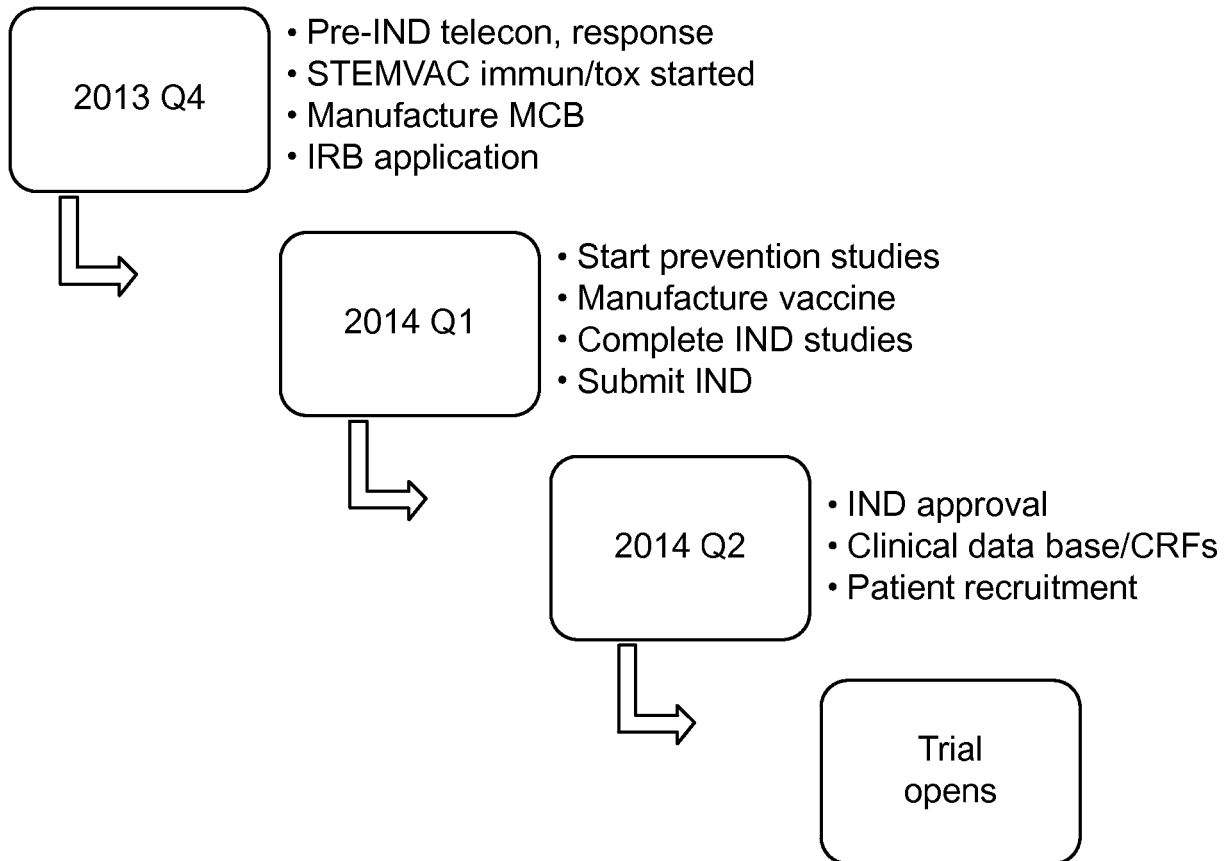 2013 Q4
• Pre-IND telecon, response
• STEMVAC immun/tox started
• Manufacture MCB
• IRB application
2014 Q1
• Start prevention studies
• Manufacture vaccine
• Complete IND studies
• Submit IND
2014 Q2
• IND approval
• Clinical data base/CRFs
• Patient recruitment
Trial
opens